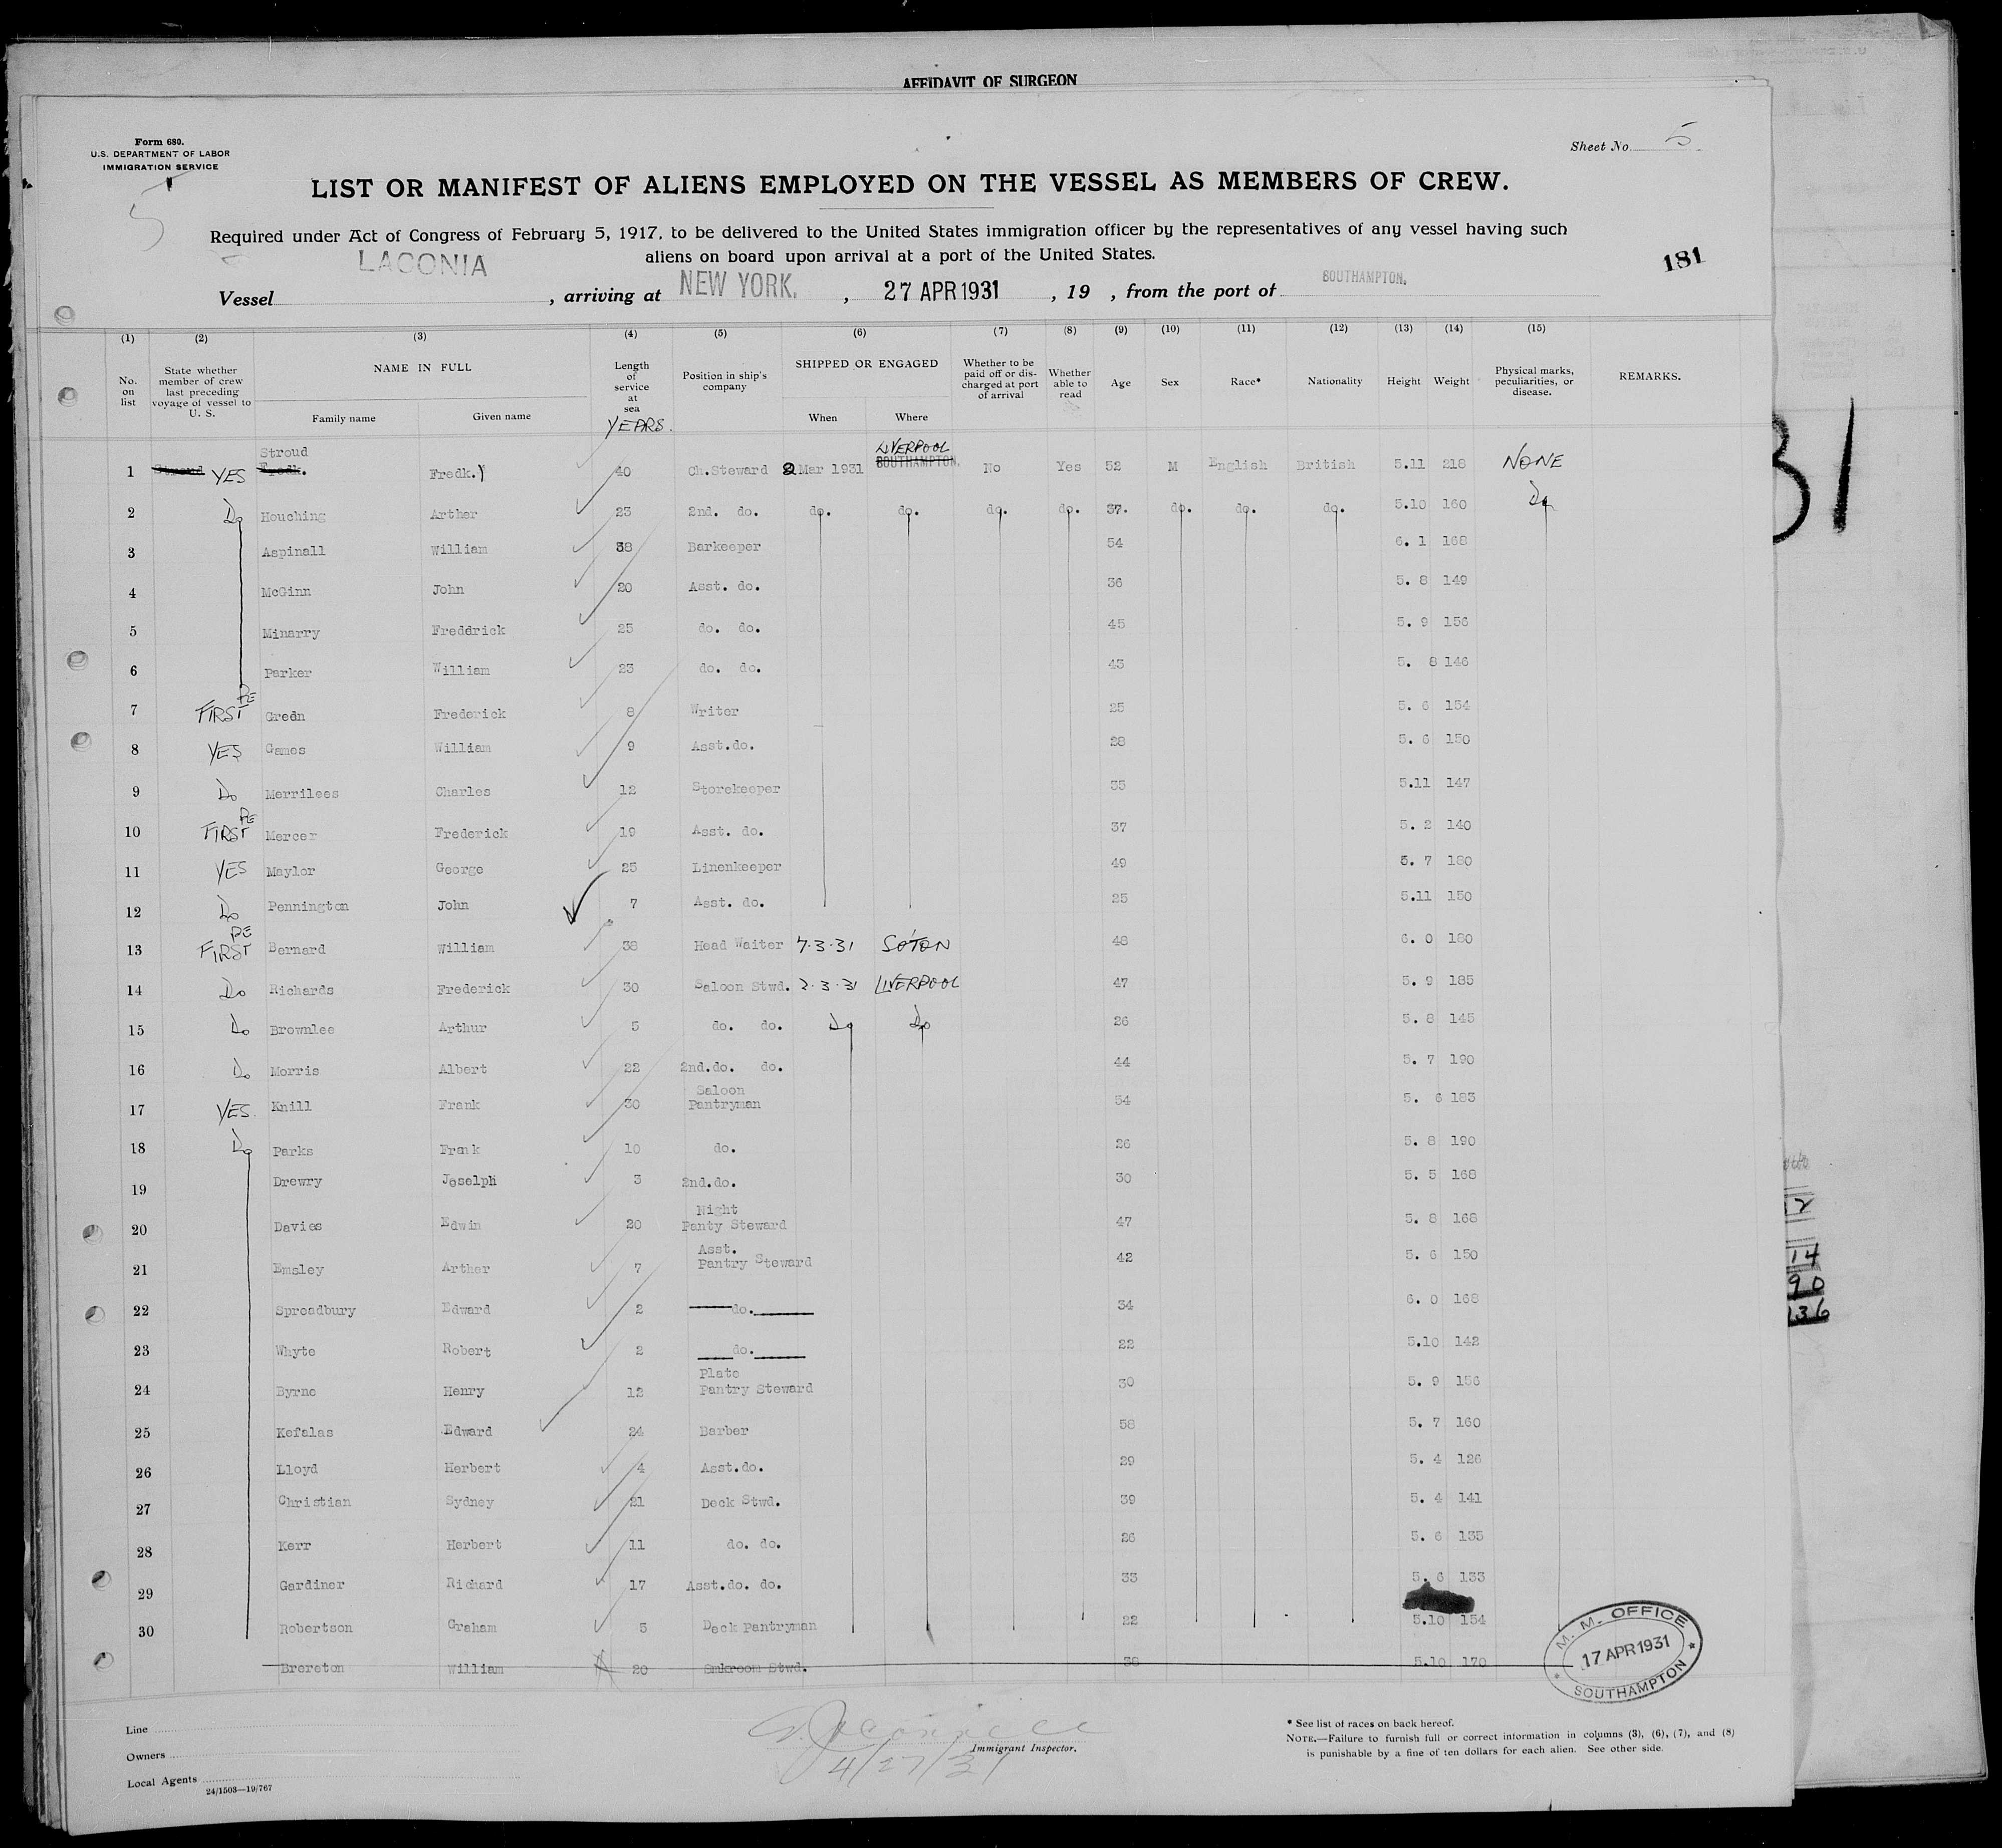 AFFIDAVIT OF SURGEON
Form 680.
U.S. DEPARTMENT OF LABOR
IMMIGRATION SERVICE
Sheet No. 5
5
LIST OR MANIFEST OF ALIENS EMPLOYED ON THE VESSEL AS MEMBERS OF CREW.
Required under Act of Congress of February 5, 1917, to be delivered to the United States immigration officer by the representatives of any vessel having such
aliens on board upon arrival at a port of the United States.
181
Vessel LACONIA, arriving at NEW YORK., 27 APR 1931, 19 , from the port of SOUTHAMPTON.
(1) (2) (3) (4) (5) (6) (7) (8) (9) (10) (11) (12) (13) (14) (15)
No. on list
State whether member of crew last preceding voyage of vessel to U. S.
NAME IN FULL
Family name Given name
Length of service at sea
YEARS.
Position in ship's company
SHIPPED OR ENGAGED
When Where
Whether to be paid off or discharged at port of arrival
Whether able to read
Age
Sex
Race*
Nationality
Height
Weight
Physical marks, peculiarities, or disease.
REMARKS.
Stroud LIVERPOOL
1 Stroud YES Fredk. Fredk. 40 Ch.Steward 2 Mar 1931 SOUTHAMPTON. No Yes 52 M English British 5.11 218 NONE
2 Do Houching Arther 23 2nd. do. do. do. do. do. 37. do. do. do. 5.10 160 Do
3 Aspinall William 38 Barkeeper 54 6. 1 168
4 McGinn John 20 Asst. do. 36 5. 8 149
5 Minarry Freddrick 25 do. do. 45 5. 9 156
6 Parker William 23 do. do. 43 5. 8 146
7 FIRST Gredn Frederick 8 Writer 25 5. 6 154
8 YES Games William 9 Asst.do. 28 5. 6 150
9 Do Merrilees Charles 12 Storekeeper 35 5.11 147
10 FIRST Mercer Frederick 19 Asst. do. 37 5. 2 140
11 YES Maylor George 25 Linenkeeper 49 5. 7 180
12 Do Pennington John 7 Asst. do. 25 5.11 150
13 FIRST Bernard William 38 Head Waiter 7.3.31 SO'TON 48 6. 0 180
14 Do Richards Frederick 30 Saloon Stwd. 2.3.31 LIVERPOOL 47 5. 9 185
15 Do Brownlee Arthur 5 do. do. Do Do 26 5. 8 145
16 Do Morris Albert 22 2nd.do. do. 44 5. 7 190
17 YES. Knill Frank 30 Saloon Pantryman 54 5. 6 183
18 Do Parks Frank 10 do. 26 5. 8 190
19 Drewry Joselph 3 2nd.do. 30 5. 5 168
20 Davies Edwin 20 Night Panty Steward 47 5. 8 168
21 Emsley Arther 7 Asst. Pantry Steward 42 5. 6 150
22 Spreadbury Edward 2 do. 34 6. 0 168
23 Whyte Robert 2 do. 22 5.10 142
24 Byrne Henry 12 Plate Pantry Steward 30 5. 9 156
25 Kefalas Edward 24 Barber 58 5. 7 160
26 Lloyd Herbert 4 Asst.do. 29 5. 4 126
27 Christian Sydney 21 Deck Stwd. 39 5. 4 141
28 Kerr Herbert 11 do. do. 26 5. 6 135
29 Gardiner Richard 17 Asst.do. do. 33 5. 6 133
30 Robertson Graham 5 Deck Pantryman 22 5.10 154
Brereton William 20 Smkroom Stwd. 38 5.10 170
M. M. OFFICE
17 APR 1931
SOUTHAMPTON
Line
Owners
Local Agents
24/1503—19/767
Immigrant Inspector.
4/27/31
* See list of races on back hereof.
NOTE.—Failure to furnish full or correct information in columns (3), (6), (7), and (8)
is punishable by a fine of ten dollars for each alien. See other side.
31
14
90
136